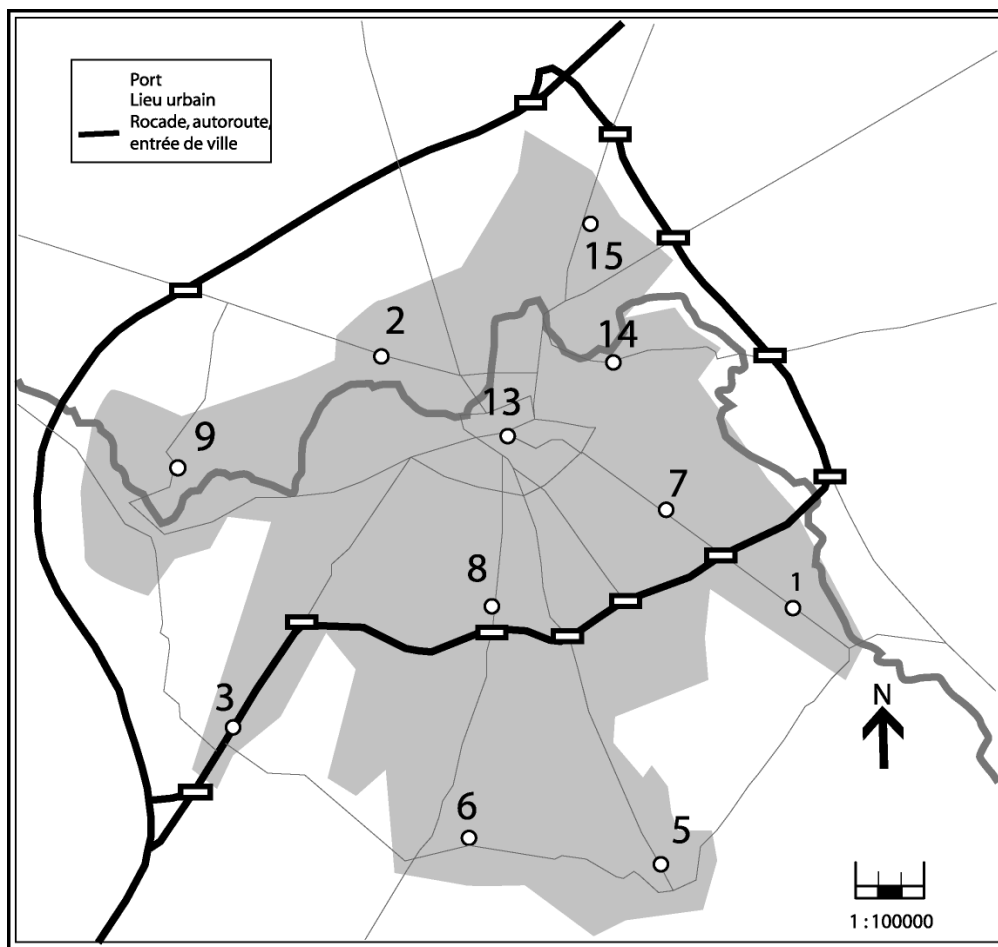 Port
Lieu urbain
Rocade, autoroute,
entrée de ville
15
2
14
13
9
7
8
1
3
N
6
5
1 : 100000